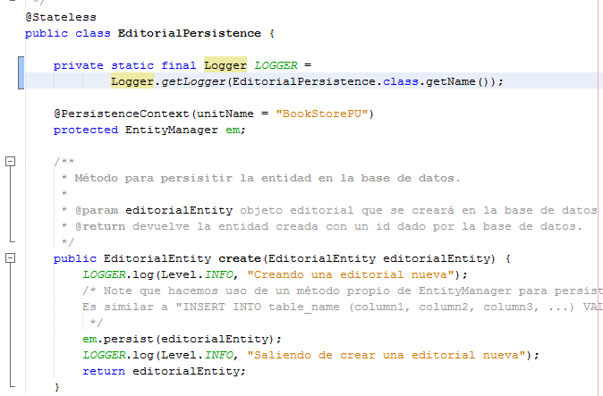 */
@Stateless
public class EditorialPersistence {
private static final Logger LOGGER =
Logger.getLogger(EditorialPersistence.class.getName());
@PersistenceContext(unitName = "BookStorePU")
protected EntityManager em;
/**
* Método para persisitir la entidad en la base de datos.
*
* @param editorialEntity objeto editorial que se creará en la base de datos
* @return devuelve la entidad creada con un id dado por la base de datos.
*/
public EditorialEntity create(EditorialEntity editorialEntity) {
LOGGER.log(Level.INFO, "Creando una editorial nueva");
/* Note que hacemos uso de un método propio de EntityManager para persist
Es similar a "INSERT INTO table_name (column1, column2, column3, ...) VAL
*/
em.persist(editorialEntity);
LOGGER.log(Level.INFO, "Saliendo de crear una editorial nueva");
return editorialEntity;
}